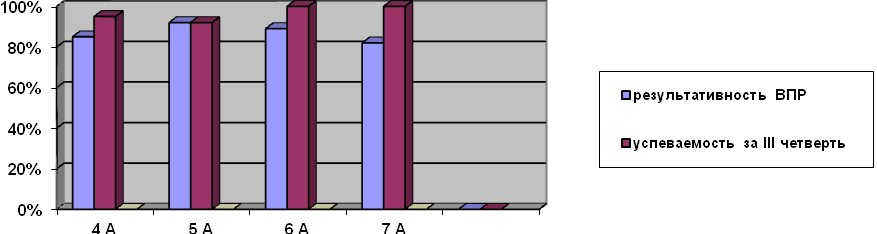 100%
80%
60%
40%
20%
0%
4 А
5 А
6 А
7 А
результативность ВПР
успеваемость за III четверть